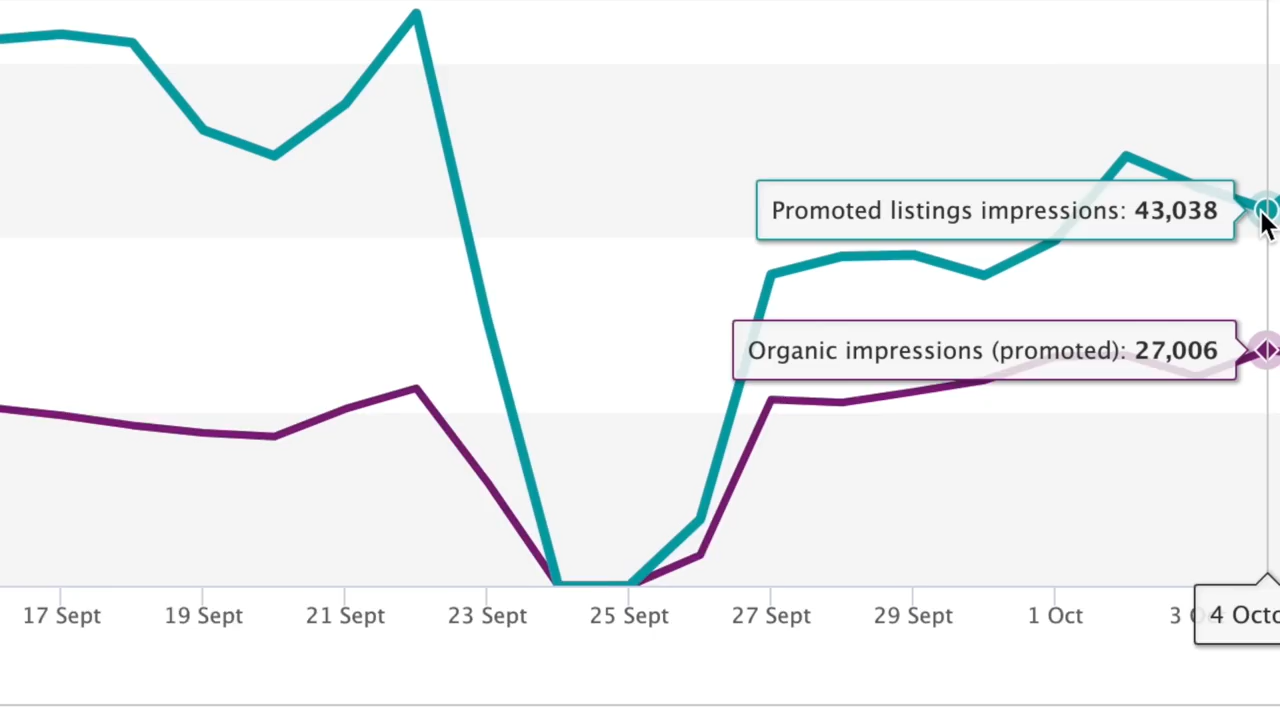 Promoted listings impressions: 43,038
Organic impressions (promoted): 27,006
17 Sept 19 Sept 21 Sept 23 Sept 25 Sept 27 Sept 29 Sept 1 Oct 3
4